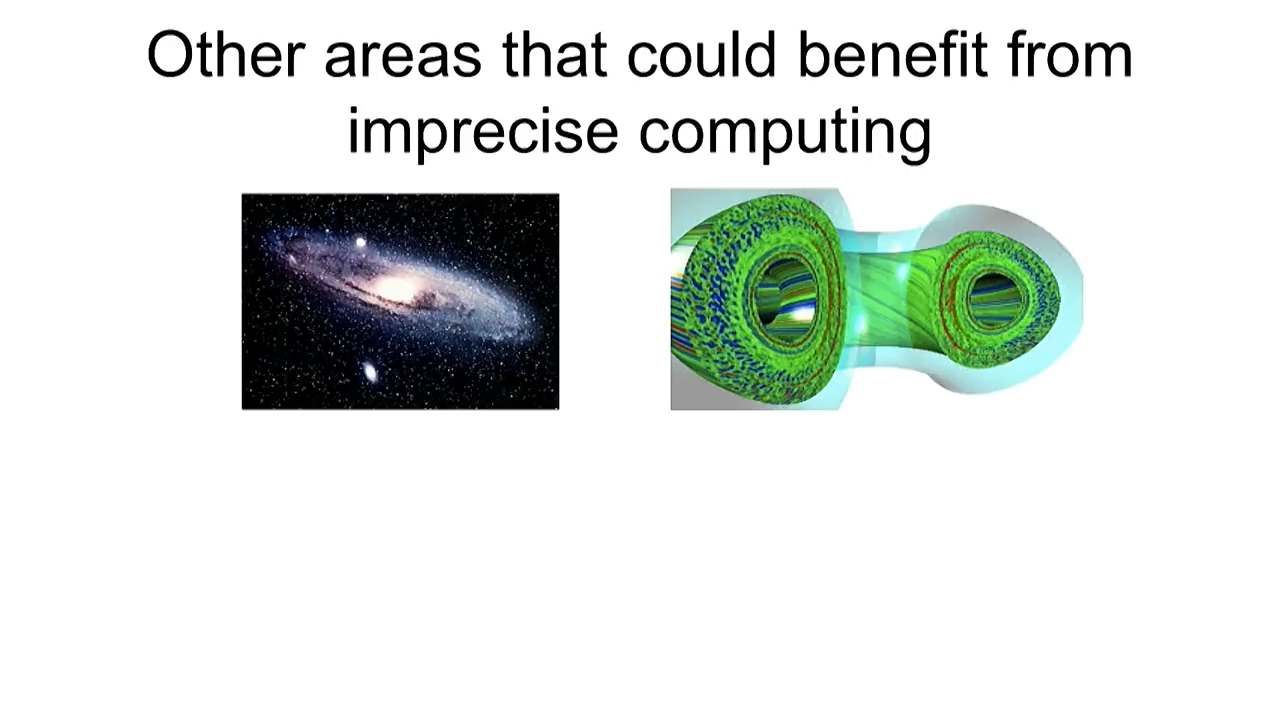 Other areas that could benefit from
imprecise computing